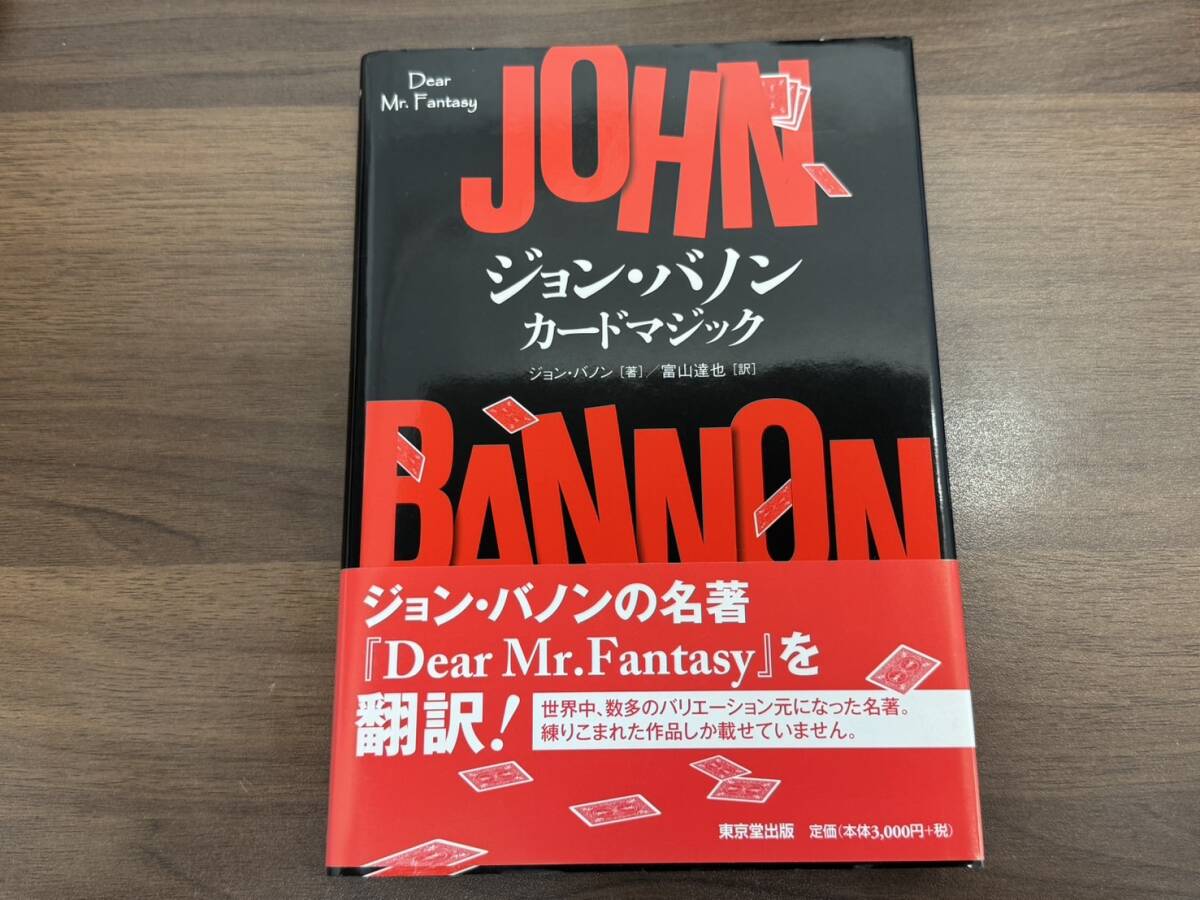 Dear
Mr. Fantasy
JOHN
ジョン・バノン
カードマジック
ジョン・バノン[著]／富山達也[訳]
BANNON
ジョン・バノンの名著
『Dear Mr.Fantasy』を
翻訳!
世界中、数多のバリエーション元になった名著。
練りこまれた作品しか載せていません。
東京堂出版 定価(本体3,000円+税)